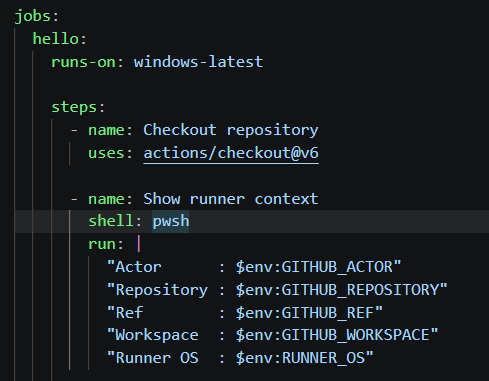 jobs:
  hello:
    runs-on: windows-latest

    steps:
      - name: Checkout repository
        uses: actions/checkout@v6

      - name: Show runner context
        shell: pwsh
        run: |
          "Actor      : $env:GITHUB_ACTOR"
          "Repository : $env:GITHUB_REPOSITORY"
          "Ref        : $env:GITHUB_REF"
          "Workspace  : $env:GITHUB_WORKSPACE"
          "Runner OS  : $env:RUNNER_OS"